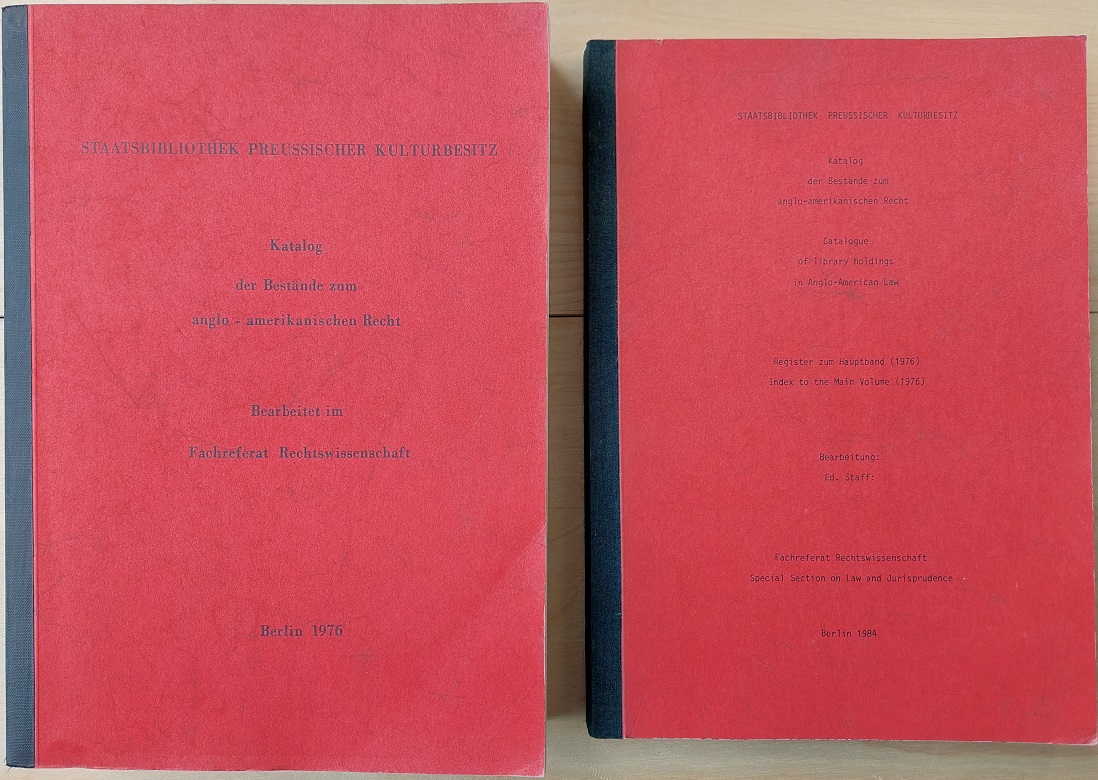 STAATSBIBLIOTHEK PREUSSISCHER KULTURBESITZ
Katalog
der Bestände zum
anglo - amerikanischen Recht
Bearbeitet im
Fachreferat Rechtswissenschaft
Berlin 1976
STAATSBIBLIOTHEK PREUSSISCHER KULTURBESITZ
Katalog
der Bestände zum
anglo-amerikanischen Recht
Catalogue
of library holdings
in Anglo-American Law
Register zum Hauptband (1976)
Index to the Main Volume (1976)
Bearbeitung:
Ed. Staff:
Fachreferat Rechtswissenschaft
Special Section on Law and Jurisprudence
Berlin 1984